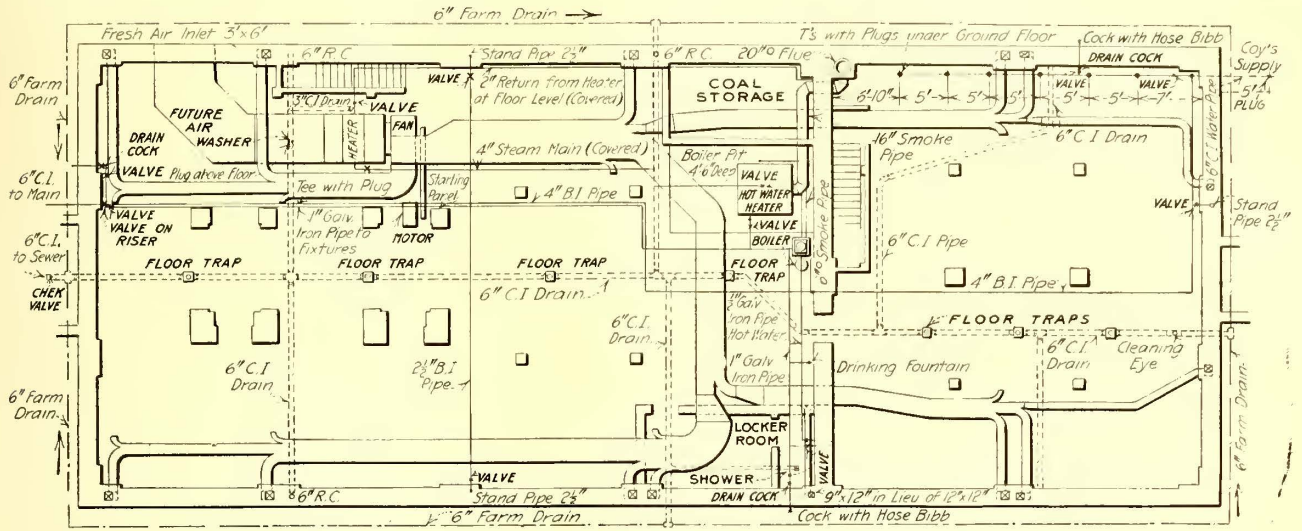 6" Farm Drain
Fresh Air Inlet 3'x6'
6" R.C.
Stand Pipe 2½"
6" R.C.
20"⌀ Flue
T's with Plugs under Ground Floor
Cock with Hose Bibb
DRAIN COCK
Coy's
Supply
5'-2"
PLUG
6" Farm
Drain
VALVE
2" Return from Heater
at Floor Level (Covered)
COAL
STORAGE
6'-10"
5'
5'
5'
5'
5'
7'
VALVE
VALVE
3" C.I. Drain
VALVE
FAN
HEATER
FUTURE
AIR
WASHER
DRAIN
COCK
VALVE
Plug above Floor
4" Steam Main (Covered)
16" Smoke
Pipe
6" C.I. Drain
6" C.I. Water Pipe
Boiler Pit
4'-6" Deep
VALVE
HOT WATER
HEATER
VALVE
BOILER
6" C.I.
to Main
Tee with Plug
Starting
Panel
4" B.I Pipe
VALVE
Stand
Pipe 2½"
VALVE
VALVE ON
RISER
1" Galv.
Iron Pipe to
Fixtures
MOTOR
Smoke Pipe
6" C.I Pipe
6" C.I.
to Sewer
FLOOR TRAP
FLOOR TRAP
FLOOR
TRAP
CHEK
VALVE
6" C.I Drain
4" B.I. Pipe
Galv
Iron Pipe
Hot Water
FLOOR TRAPS
6" C.I.
Drain
6" C.I
Drain
2½" B.I
Pipe
1" Galv
Iron Pipe
Drinking Fountain
6" C.I.
Drain
Cleaning
Eye
6" Farm
Drain
6" Farm Drain
LOCKER
ROOM
SHOWER
DRAIN COCK
VALVE
VALVE
6" R.C.
Stand Pipe 2½"
9"x12" in Lieu of 12"x12"
6" Farm Drain
Cock with Hose Bibb